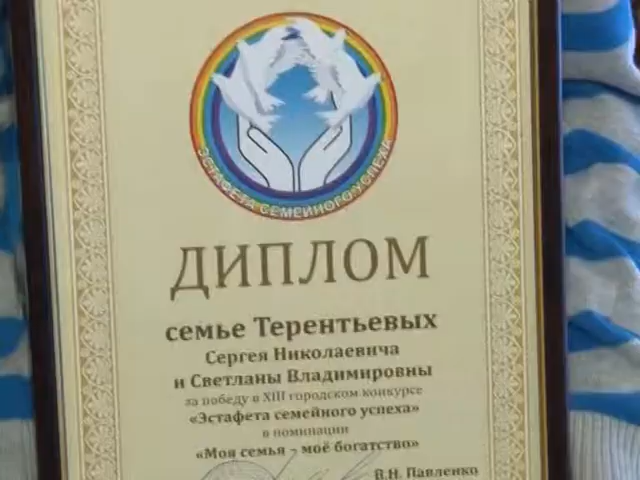 ЭСТАФЕТА СЕМЕЙНОГО УСПЕХА
ДИПЛОМ
семье Терентьевых
Сергея Николаевича
и Светланы Владимировны
за победу в XIII городском конкурсе
«Эстафета семейного успеха»
в номинации
«Моя семья - моё богатство»
В.Н. Павленко